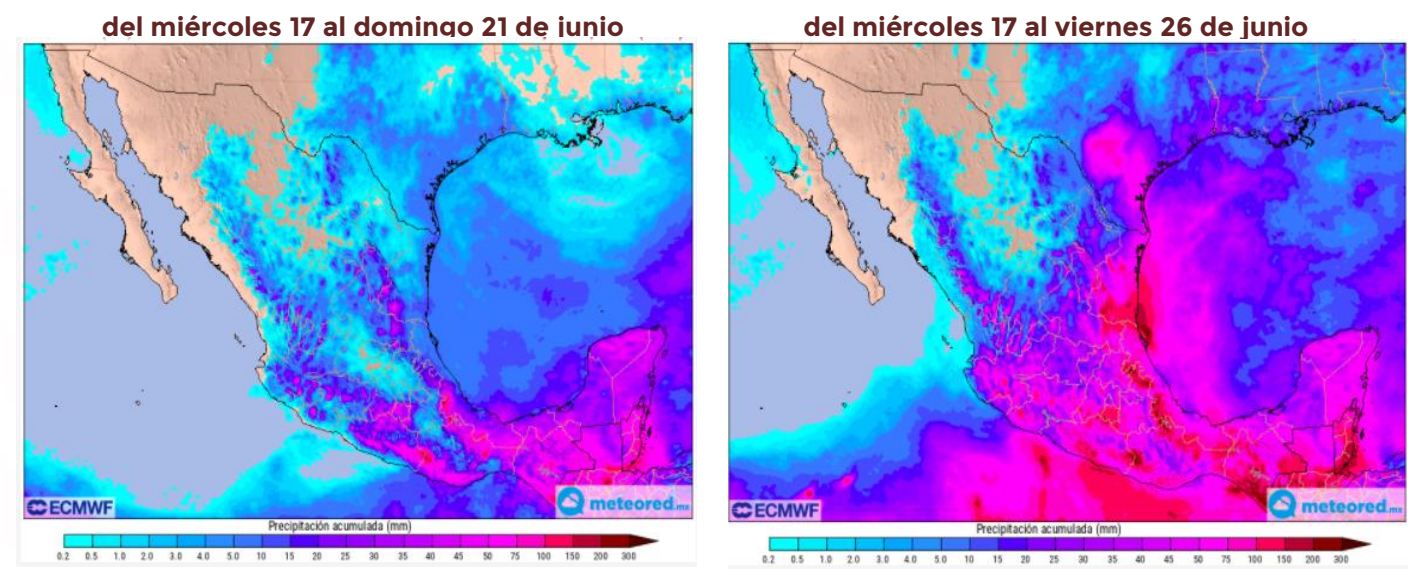 del miércoles 17 al domingo 21 de junio
ECMWF
meteored.mx
Precipitación acumulada (mm)
0.2 0.5 1.0 2.0 3.0 4.0 5.0 10 15 20 25 30 35 40 45 50 75 100 150 200 300
del miércoles 17 al viernes 26 de junio
ECMWF
meteored.mx
Precipitación acumulada (mm)
0.2 0.5 1.0 2.0 3.0 4.0 5.0 10 15 20 25 30 35 40 45 50 75 100 150 200 300